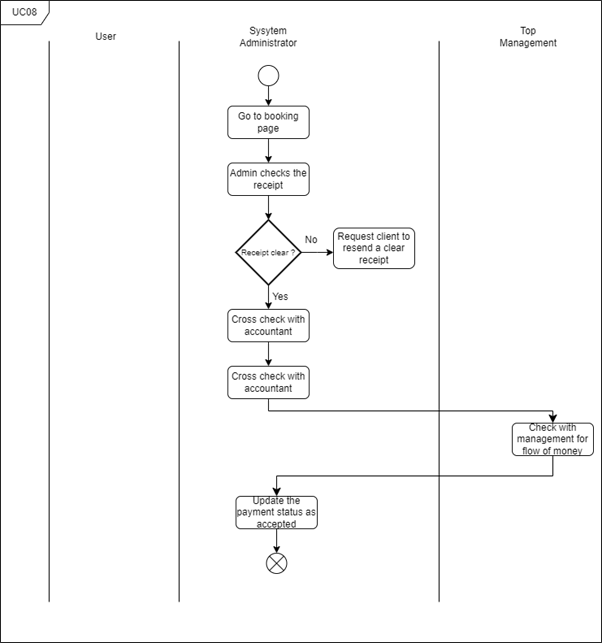 UC08
User
Sysytem
Administrator
Top
Management
Go to booking
page
Admin checks the
receipt
Receipt clear ?
No
Request client to
resend a clear
receipt
Yes
Cross check with
accountant
Cross check with
accountant
Check with
management for
flow of money
Update the
payment status as
accepted